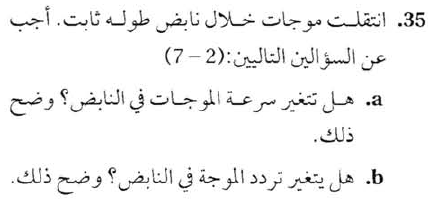 35. انتقلت موجات خلال نابض طوله ثابت. أجب
عن السؤالين التاليين: (2 – 7)
a. هل تتغير سرعة الموجات في النابض؟ وضح
ذلك.
b. هل يتغير تردد الموجة في النابض؟ وضح ذلك.